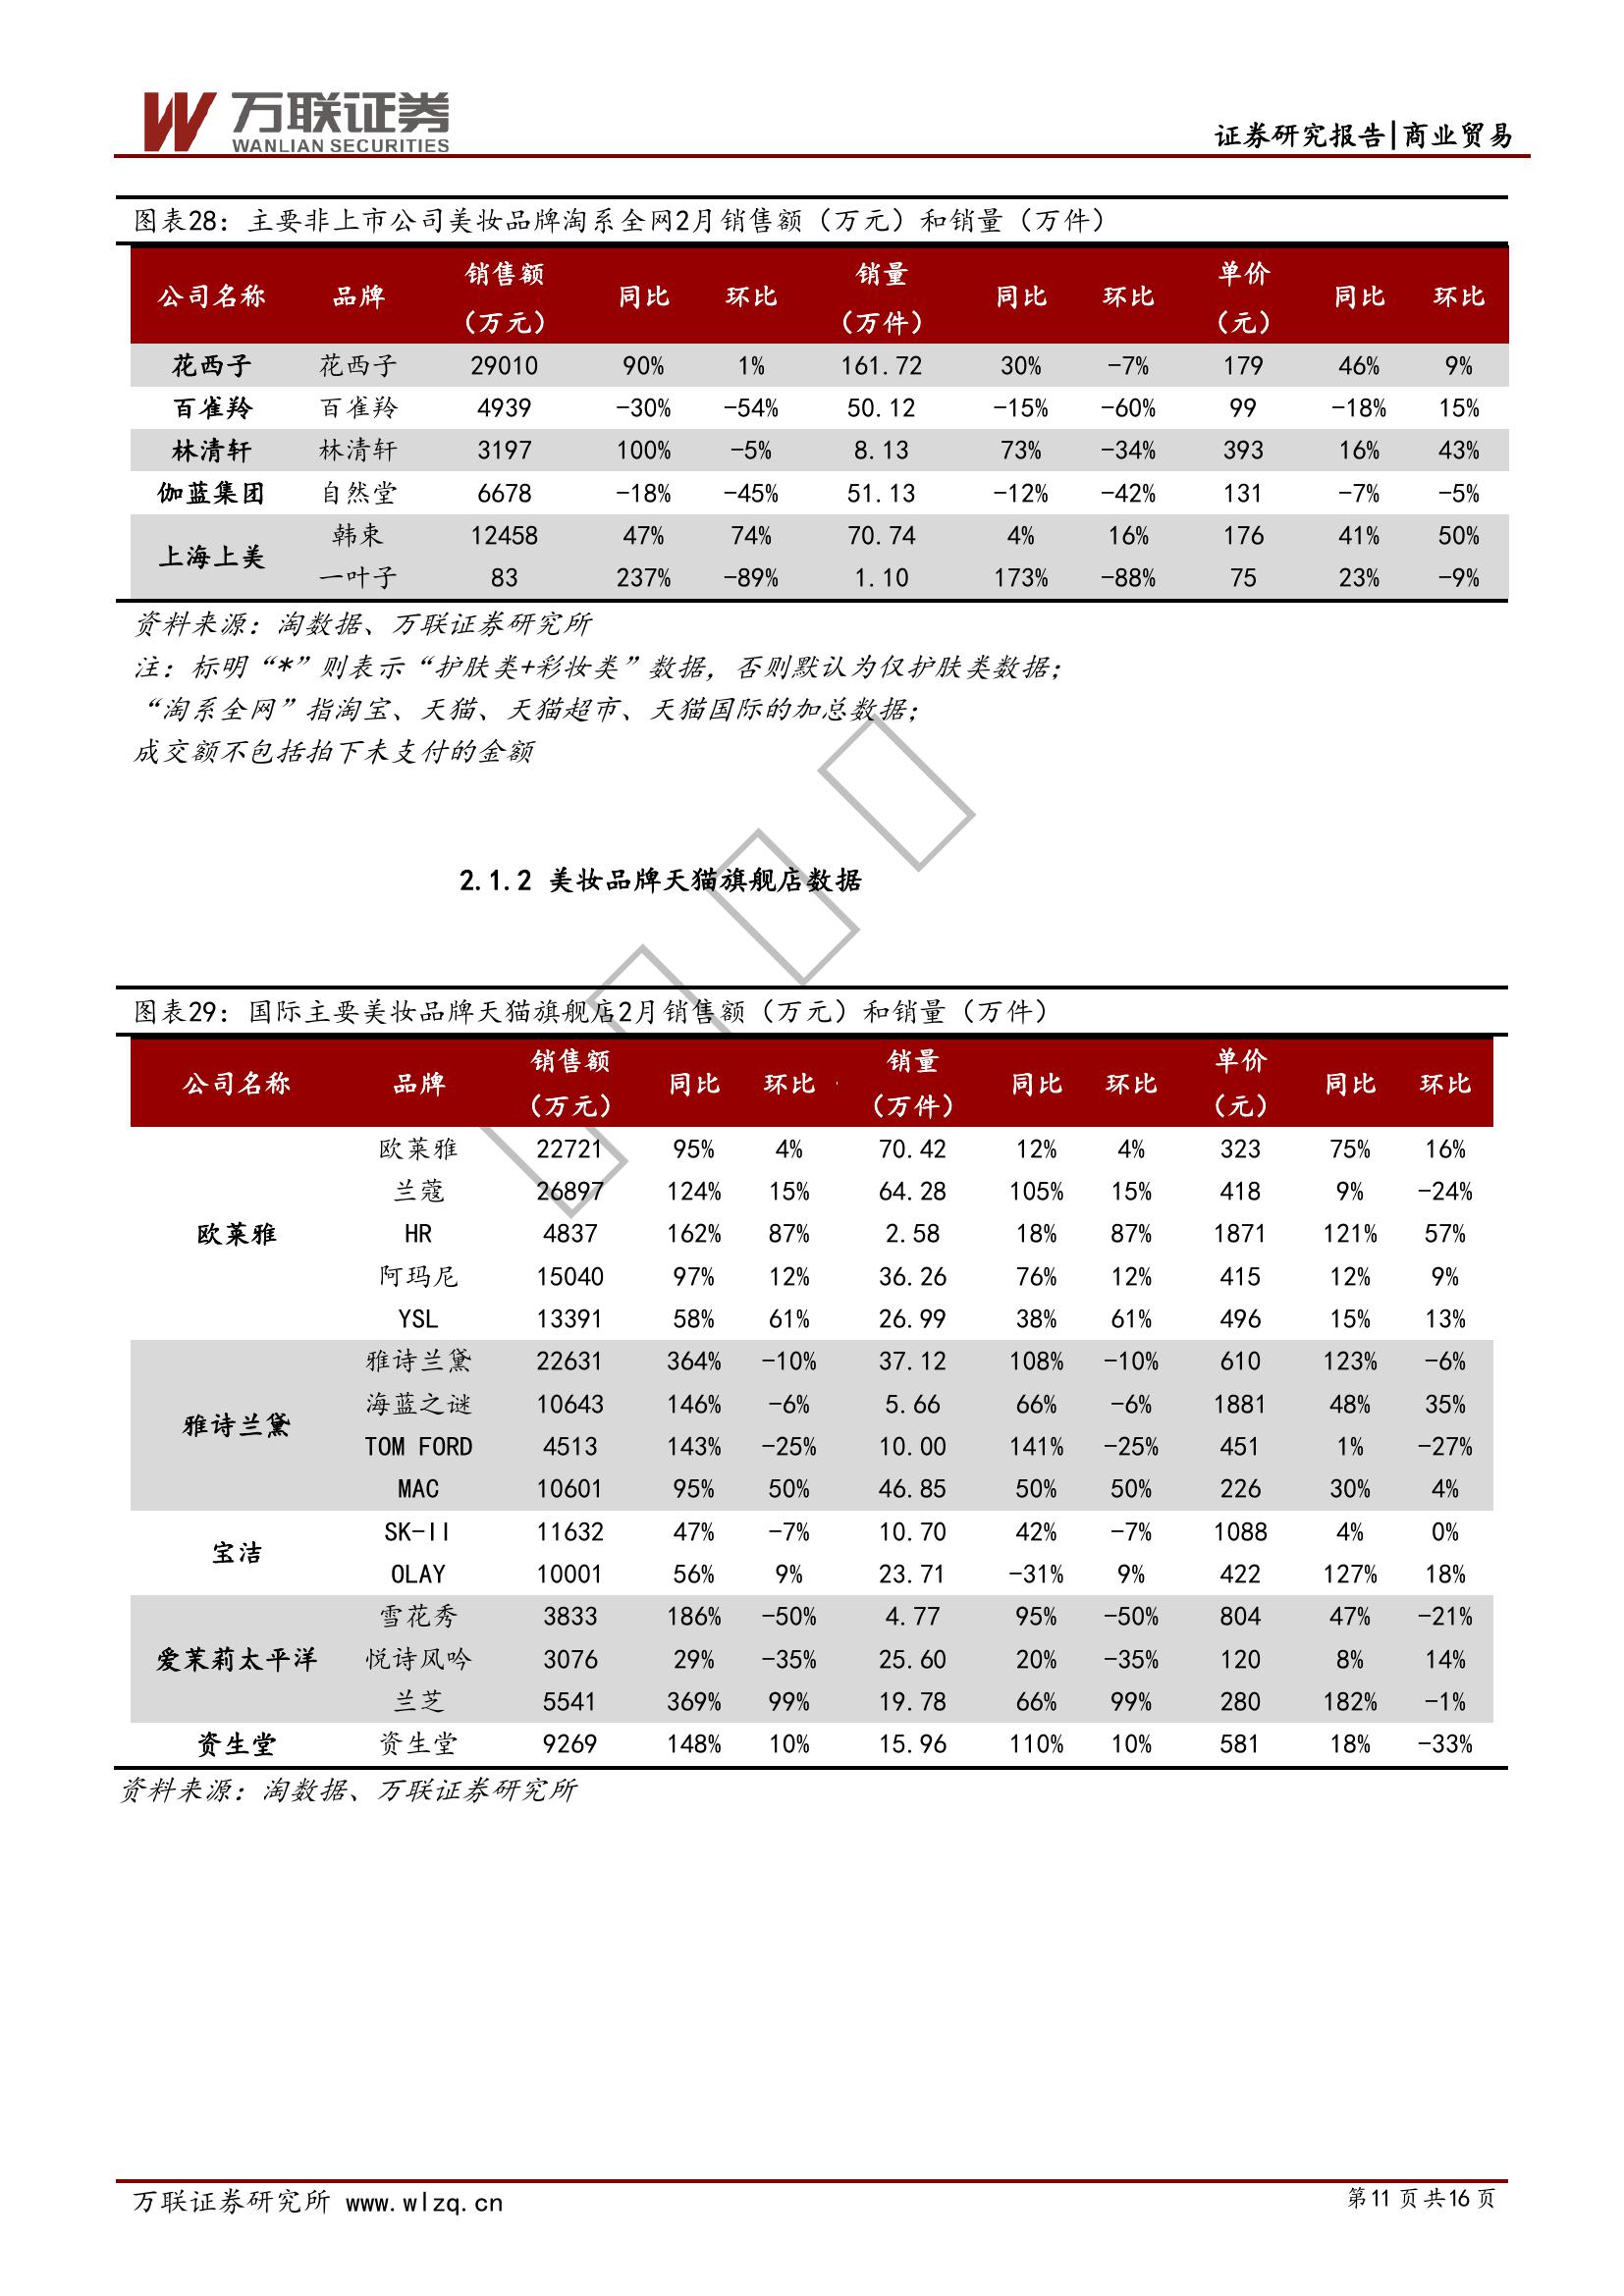 万联证券
WANLIAN SECURITIES
证券研究报告|商业贸易
图表28：主要非上市公司美妆品牌淘系全网2月销售额（万元）和销量（万件）
公司名称 品牌 销售额（万元） 同比 环比 销量（万件） 同比 环比 单价（元） 同比 环比
花西子 花西子 29010 90% 1% 161.72 30% -7% 179 46% 9%
百雀羚 百雀羚 4939 -30% -54% 50.12 -15% -60% 99 -18% 15%
林清轩 林清轩 3197 100% -5% 8.13 73% -34% 393 16% 43%
伽蓝集团 自然堂 6678 -18% -45% 51.13 -12% -42% 131 -7% -5%
上海上美 韩束 12458 47% 74% 70.74 4% 16% 176 41% 50%
一叶子 83 237% -89% 1.10 173% -88% 75 23% -9%
资料来源：淘数据、万联证券研究所
注：标明“*”则表示“护肤类+彩妆类”数据，否则默认为仅护肤类数据；
“淘系全网”指淘宝、天猫、天猫超市、天猫国际的加总数据；
成交额不包括拍下未支付的金额
2.1.2 美妆品牌天猫旗舰店数据
图表29：国际主要美妆品牌天猫旗舰店2月销售额（万元）和销量（万件）
公司名称 品牌 销售额（万元） 同比 环比 销量（万件） 同比 环比 单价（元） 同比 环比
欧莱雅 欧莱雅 22721 95% 4% 70.42 12% 4% 323 75% 16%
兰蔻 26897 124% 15% 64.28 105% 15% 418 9% -24%
HR 4837 162% 87% 2.58 18% 87% 1871 121% 57%
阿玛尼 15040 97% 12% 36.26 76% 12% 415 12% 9%
YSL 13391 58% 61% 26.99 38% 61% 496 15% 13%
雅诗兰黛 雅诗兰黛 22631 364% -10% 37.12 108% -10% 610 123% -6%
海蓝之谜 10643 146% -6% 5.66 66% -6% 1881 48% 35%
TOM FORD 4513 143% -25% 10.00 141% -25% 451 1% -27%
MAC 10601 95% 50% 46.85 50% 50% 226 30% 4%
宝洁 SK-II 11632 47% -7% 10.70 42% -7% 1088 4% 0%
OLAY 10001 56% 9% 23.71 -31% 9% 422 127% 18%
爱茉莉太平洋 雪花秀 3833 186% -50% 4.77 95% -50% 804 47% -21%
悦诗风吟 3076 29% -35% 25.60 20% -35% 120 8% 14%
兰芝 5541 369% 99% 19.78 66% 99% 280 182% -1%
资生堂 资生堂 9269 148% 10% 15.96 110% 10% 581 18% -33%
资料来源：淘数据、万联证券研究所
万联证券研究所 www.wlzq.cn
第 11 页 共 16 页